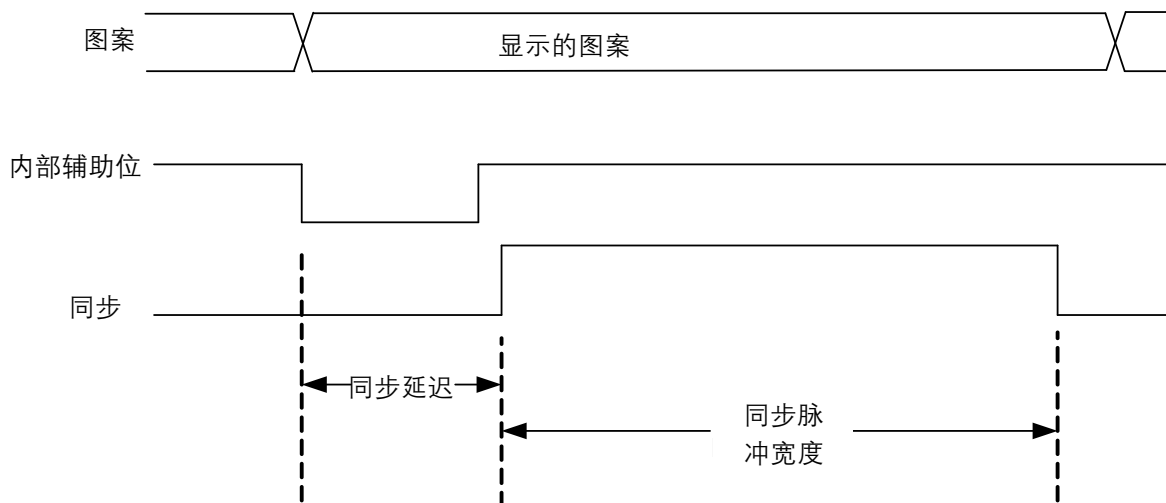 图案
显示的图案
内部辅助位
同步
同步延迟
同步脉
冲宽度